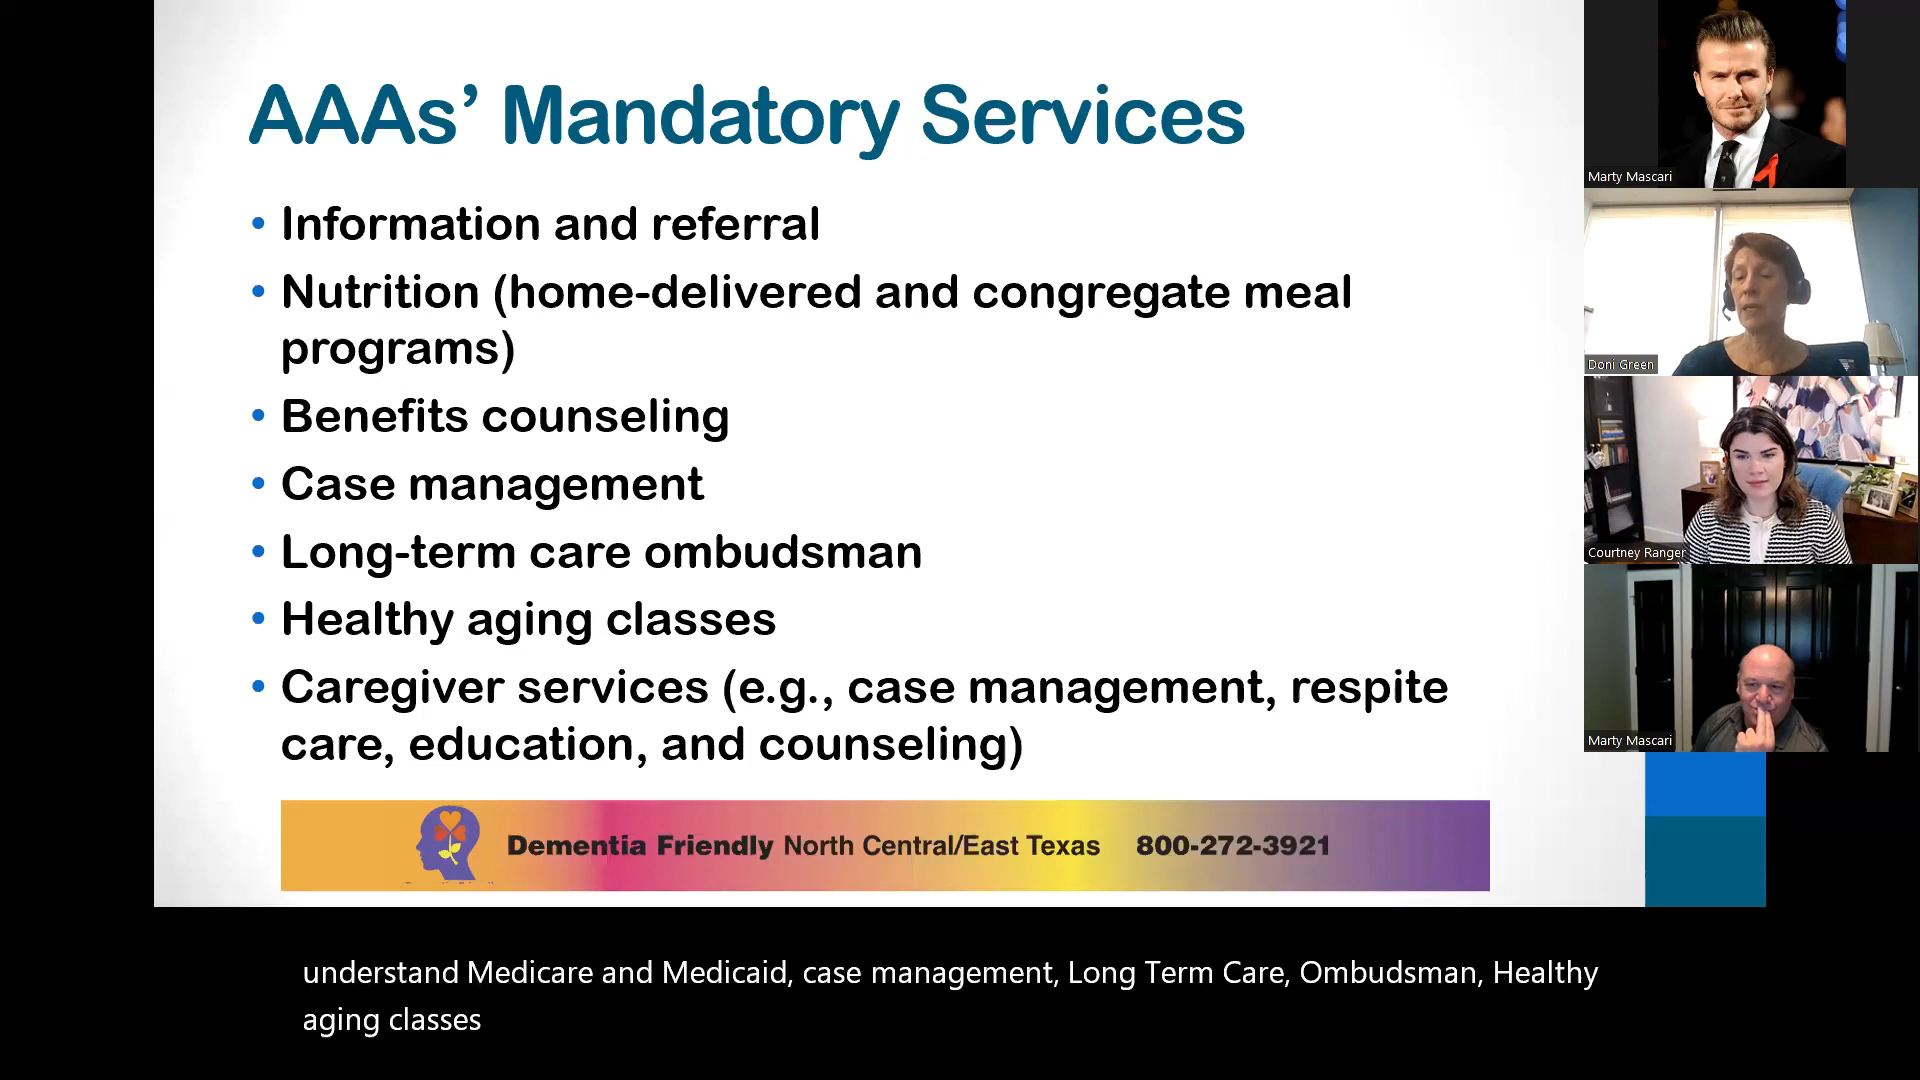 AAAs’ Mandatory Services
• Information and referral
• Nutrition (home-delivered and congregate meal
programs)
• Benefits counseling
• Case management
• Long-term care ombudsman
• Healthy aging classes
• Caregiver services (e.g., case management, respite
care, education, and counseling)
Dementia Friendly North Central/East Texas 800-272-3921
Marty Mascari
Doni Green
Courtney Ranger
Marty Mascari
understand Medicare and Medicaid, case management, Long Term Care, Ombudsman, Healthy
aging classes